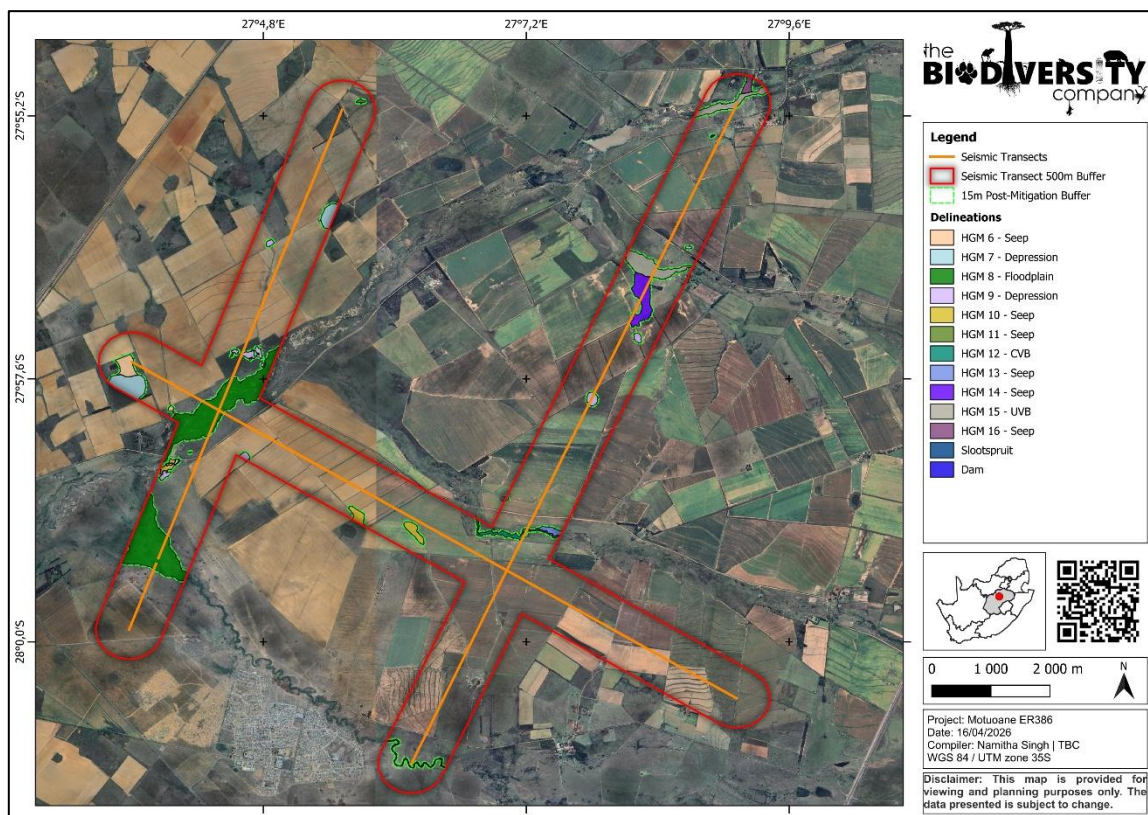 27°4,8'E
27°7,2'E
27°9,6'E
27°55,2'S
27°57,6'S
28°0,0'S
the
BIODIVERSITY
company
Legend
Seismic Transects
Seismic Transect 500m Buffer
15m Post-Mitigation Buffer
Delineations
HGM 6 - Seep
HGM 7 - Depression
HGM 8 - Floodplain
HGM 9 - Depression
HGM 10 - Seep
HGM 11 - Seep
HGM 12 - CVB
HGM 13 - Seep
HGM 14 - Seep
HGM 15 - UVB
HGM 16 - Seep
Slootspruit
Dam
0 1 000 2 000 m
N
Project: Motuoane ER386
Date: 16/04/2026
Compiler: Namitha Singh | TBC
WGS 84 / UTM zone 35S
Disclaimer: This map is provided for
viewing and planning purposes only. The
data presented is subject to change.